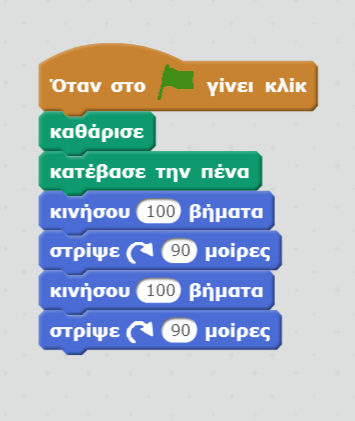 Όταν στο γίνει κλίκ
καθάρισε
κατέβασε την πένα
κινήσου 100 βήματα
στρίψε 90 μοίρες
κινήσου 100 βήματα
στρίψε 90 μοίρες